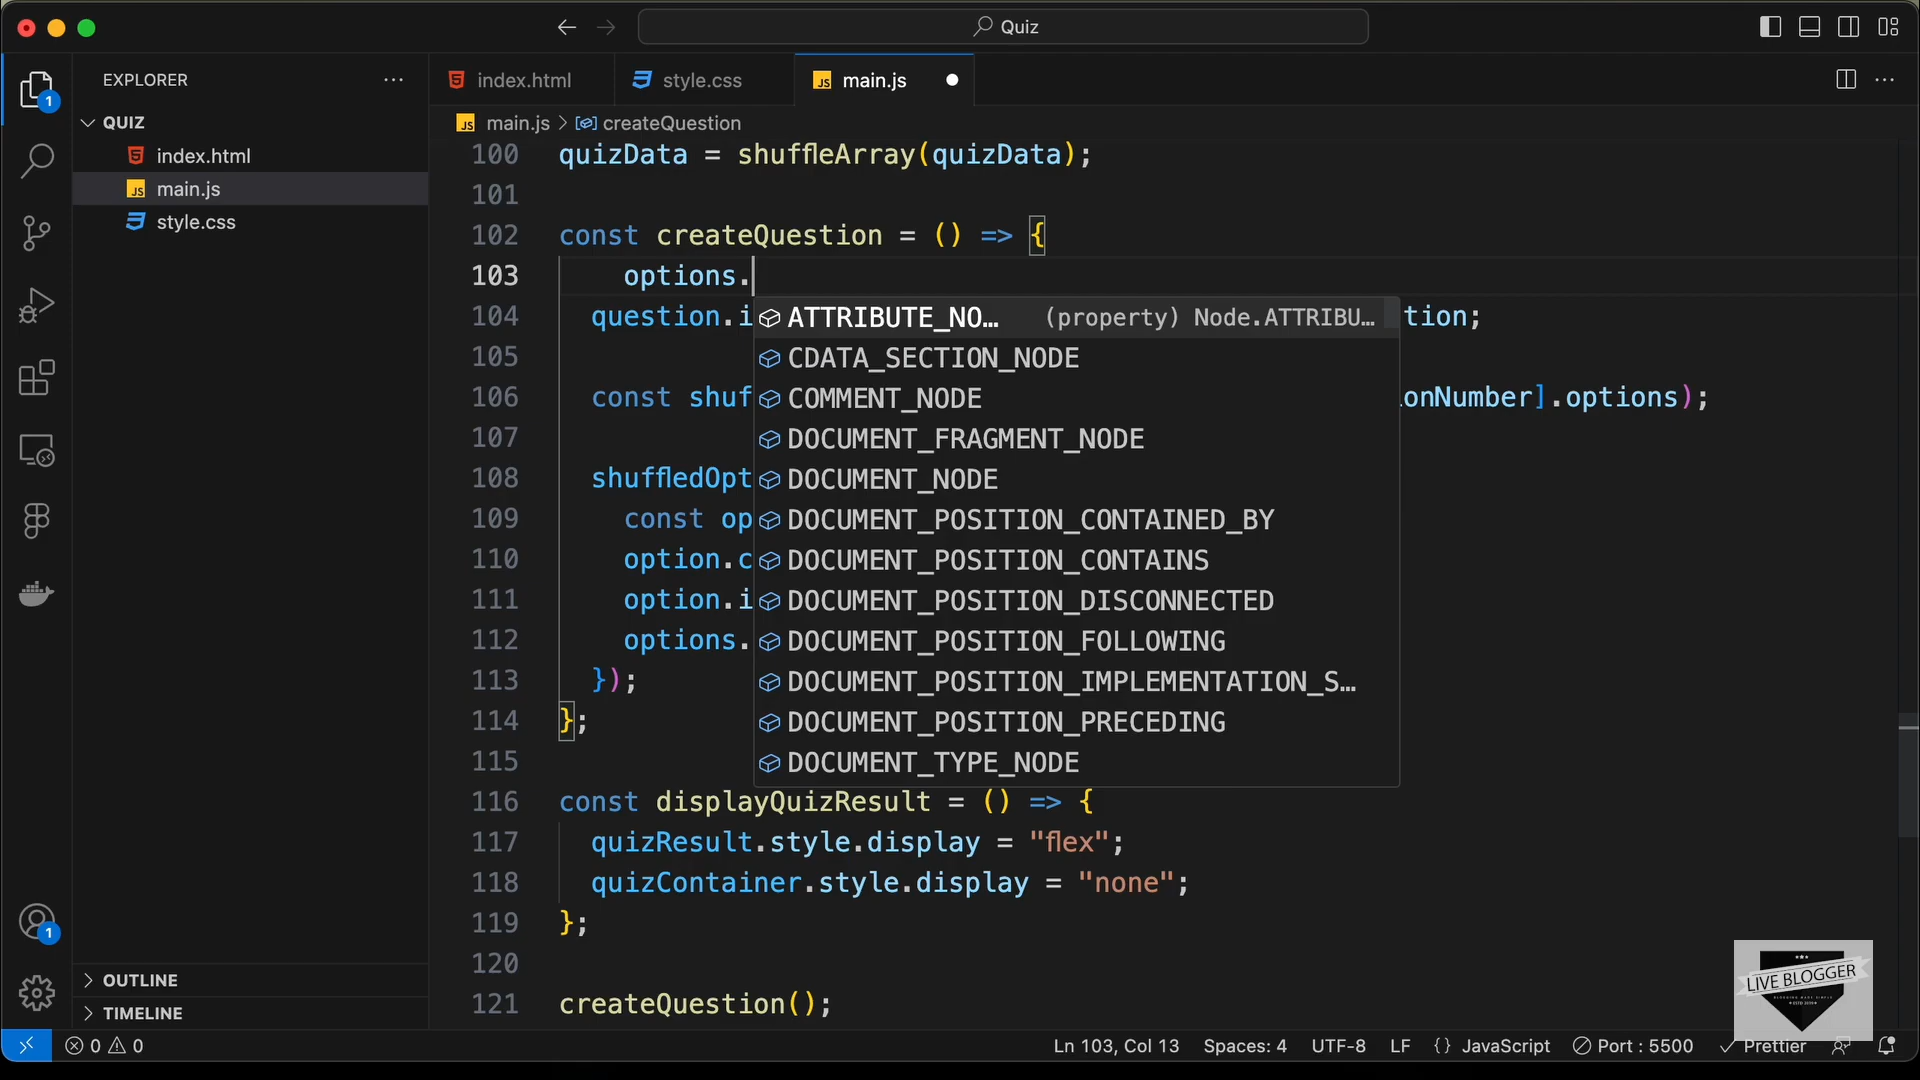 Quiz
EXPLORER
index.html
style.css
main.js
1
QUIZ
main.js > createQuestion
index.html
main.js
style.css
100 quizData = shuffleArray(quizData);
101
102 const createQuestion = () => {
103 options.
104 question.i
tion;
105
106 const shuf
onNumber].options);
107
108 shuffledOpt
109 const op
110 option.c
111 option.i
112 options.
113 });
114 };
115
ATTRIBUTE_NO… (property) Node.ATTRIBU…
CDATA_SECTION_NODE
COMMENT_NODE
DOCUMENT_FRAGMENT_NODE
DOCUMENT_NODE
DOCUMENT_POSITION_CONTAINED_BY
DOCUMENT_POSITION_CONTAINS
DOCUMENT_POSITION_DISCONNECTED
DOCUMENT_POSITION_FOLLOWING
DOCUMENT_POSITION_IMPLEMENTATION_S…
DOCUMENT_POSITION_PRECEDING
DOCUMENT_TYPE_NODE
116 const displayQuizResult = () => {
117 quizResult.style.display = "flex";
118 quizContainer.style.display = "none";
119 };
120
121 createQuestion();
1
OUTLINE
TIMELINE
LIVE BLOGGER
0 0
Ln 103, Col 13
Spaces: 4
UTF-8
LF
{} JavaScript
Port : 5500
Prettier